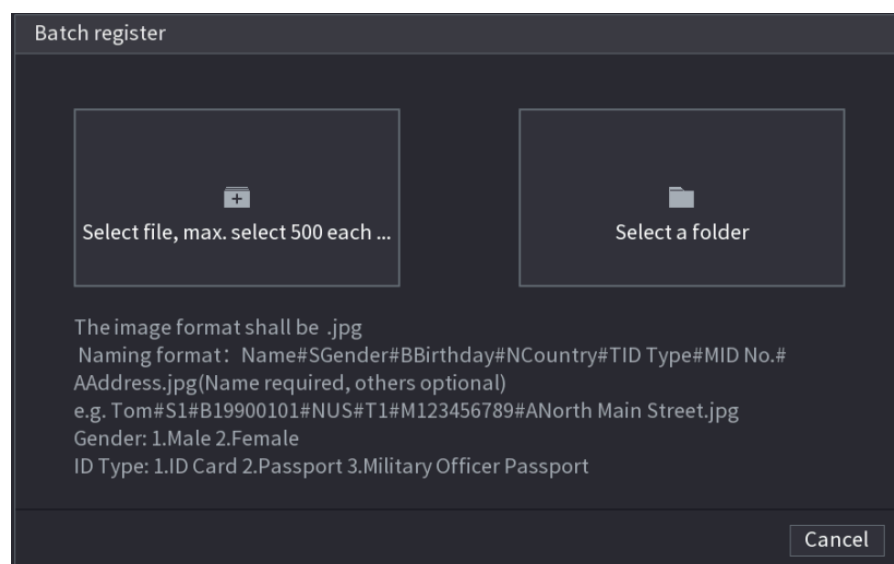 Batch register
Select file, max. select 500 each ...
Select a folder
The image format shall be .jpg
Naming format: Name#SGender#BBirthday#NCountry#TID Type#MID No.#
AAddress.jpg(Name required, others optional)
e.g. Tom#S1#B19900101#NUS#T1#M123456789#ANorth Main Street.jpg
Gender: 1.Male 2.Female
ID Type: 1.ID Card 2.Passport 3.Military Officer Passport
Cancel